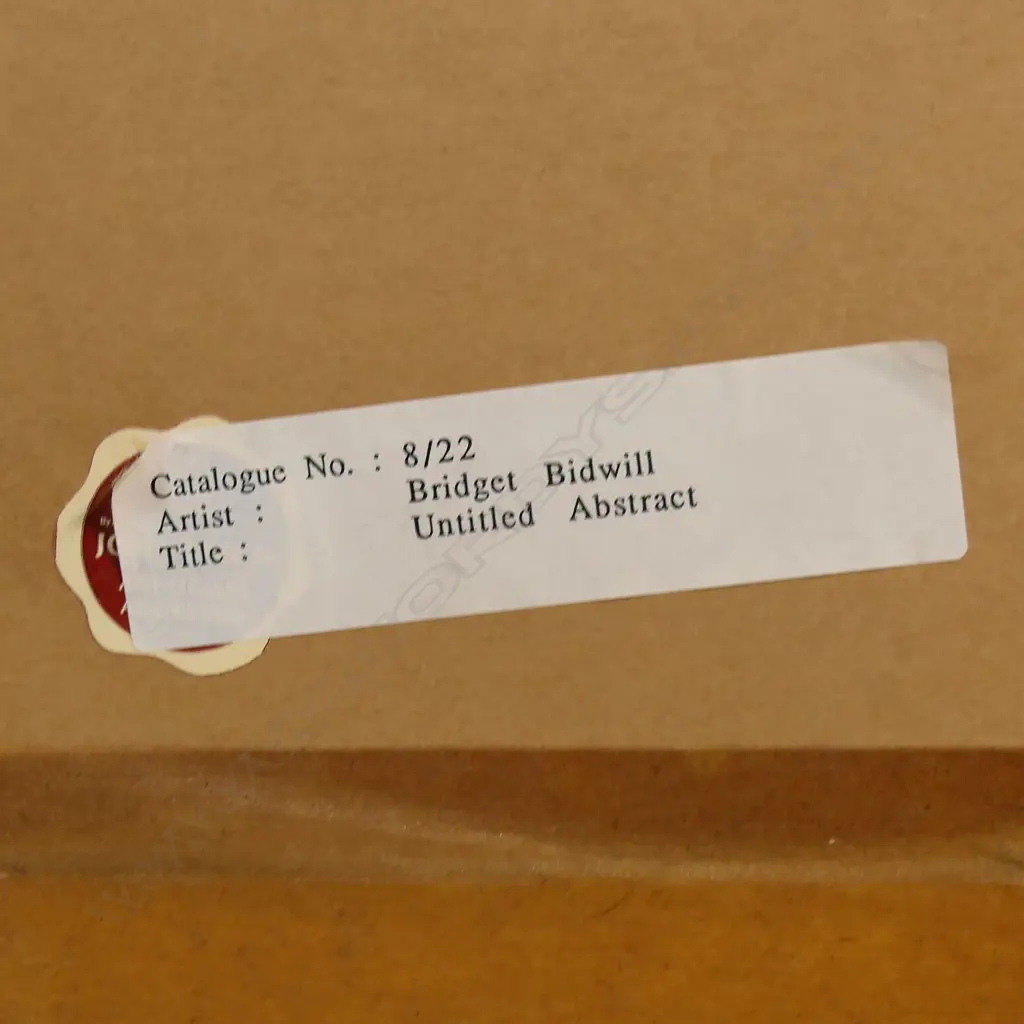 Catalogue No. : 8/22
Artist : Bridget Bidwill
Title : Untitled Abstract